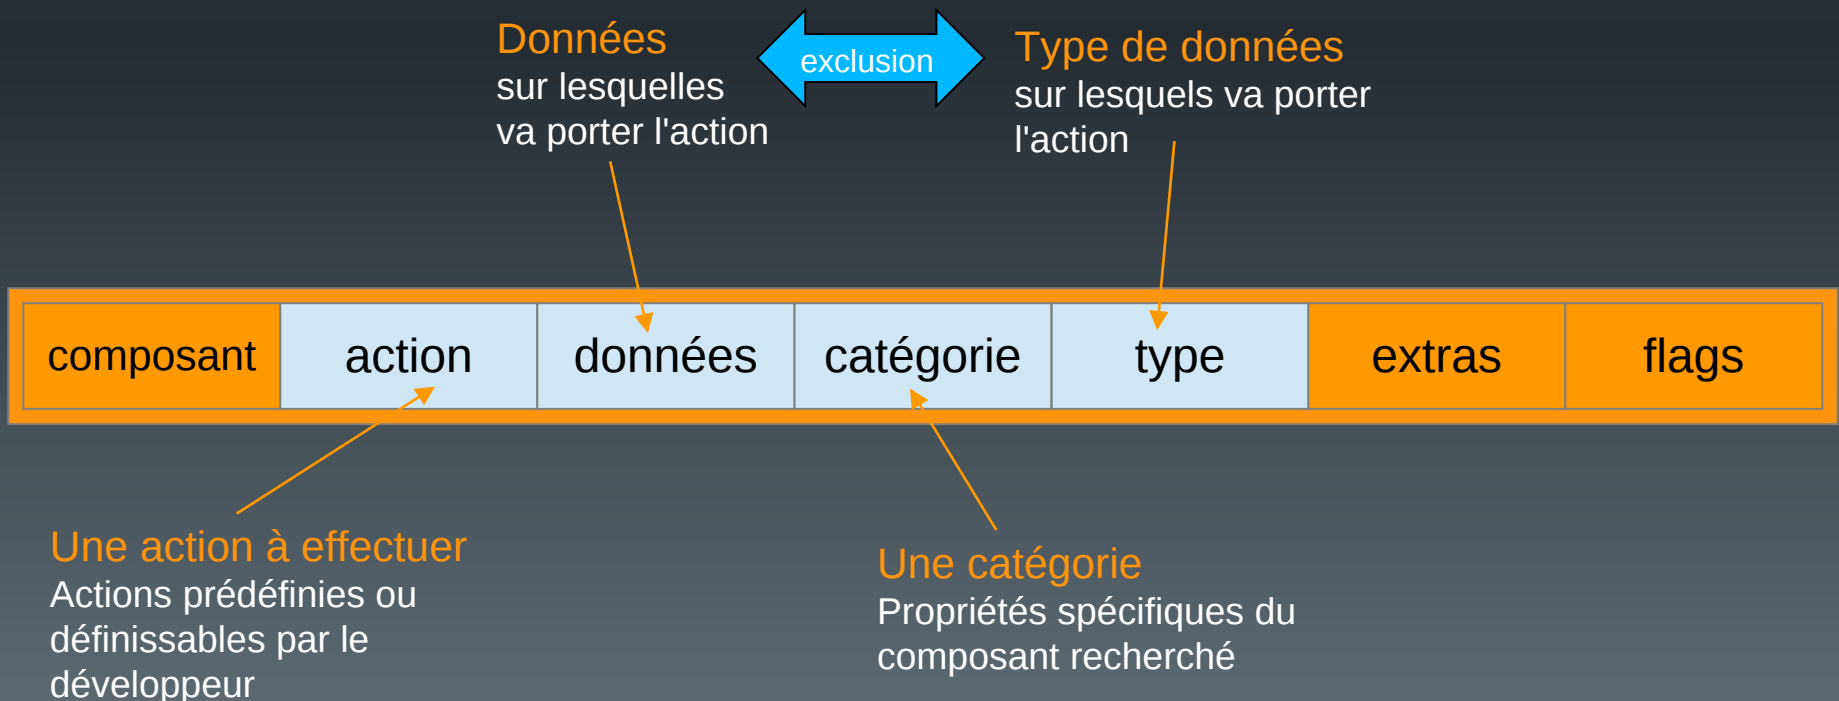 Données
sur lesquelles
va porter l'action
exclusion
Type de données
sur lesquels va porter
l'action
composant
action
données
catégorie
type
extras
flags
Une action à effectuer
Actions prédéfinies ou
définissables par le
développeur
Une catégorie
Propriétés spécifiques du
composant recherché